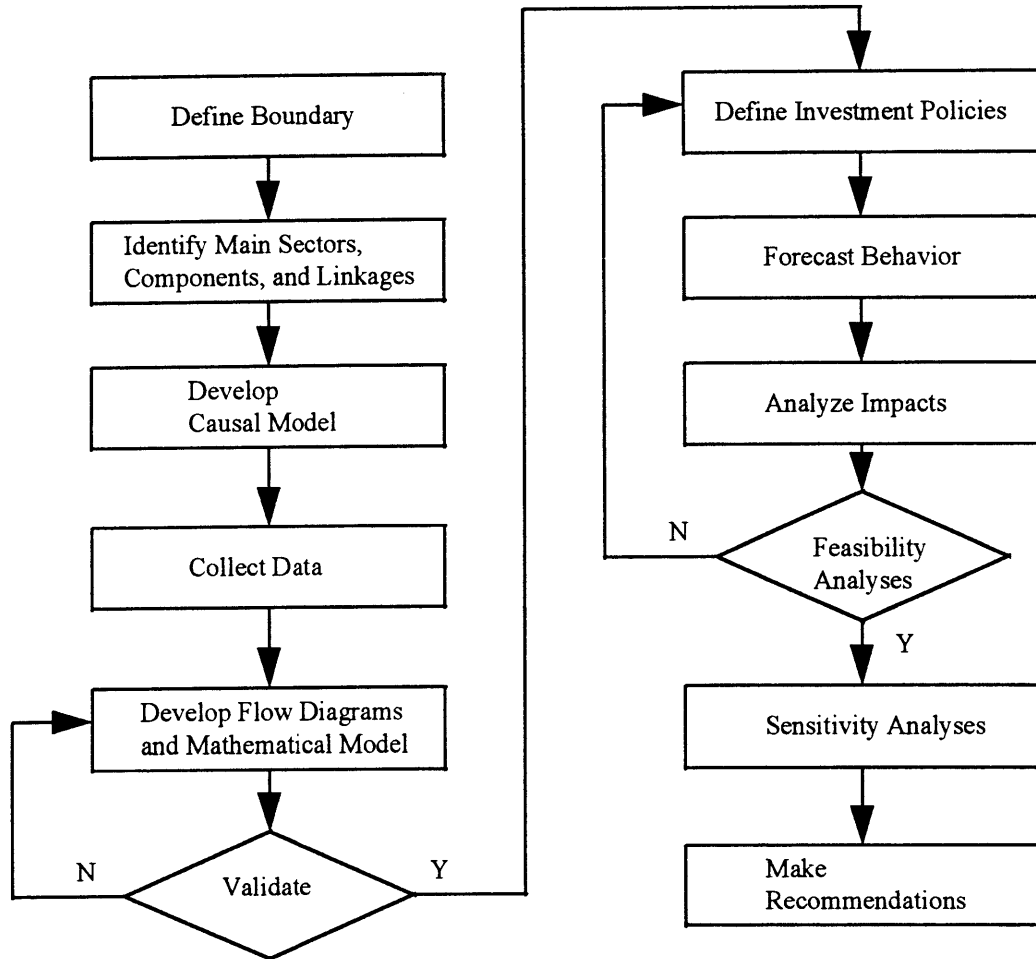 Define Boundary
Identify Main Sectors,
Components, and Linkages
Develop
Causal Model
Collect Data
Develop Flow Diagrams
and Mathematical Model
N
Validate
Y
Define Investment Policies
Forecast Behavior
Analyze Impacts
N
Feasibility
Analyses
Y
Sensitivity Analyses
Make
Recommendations